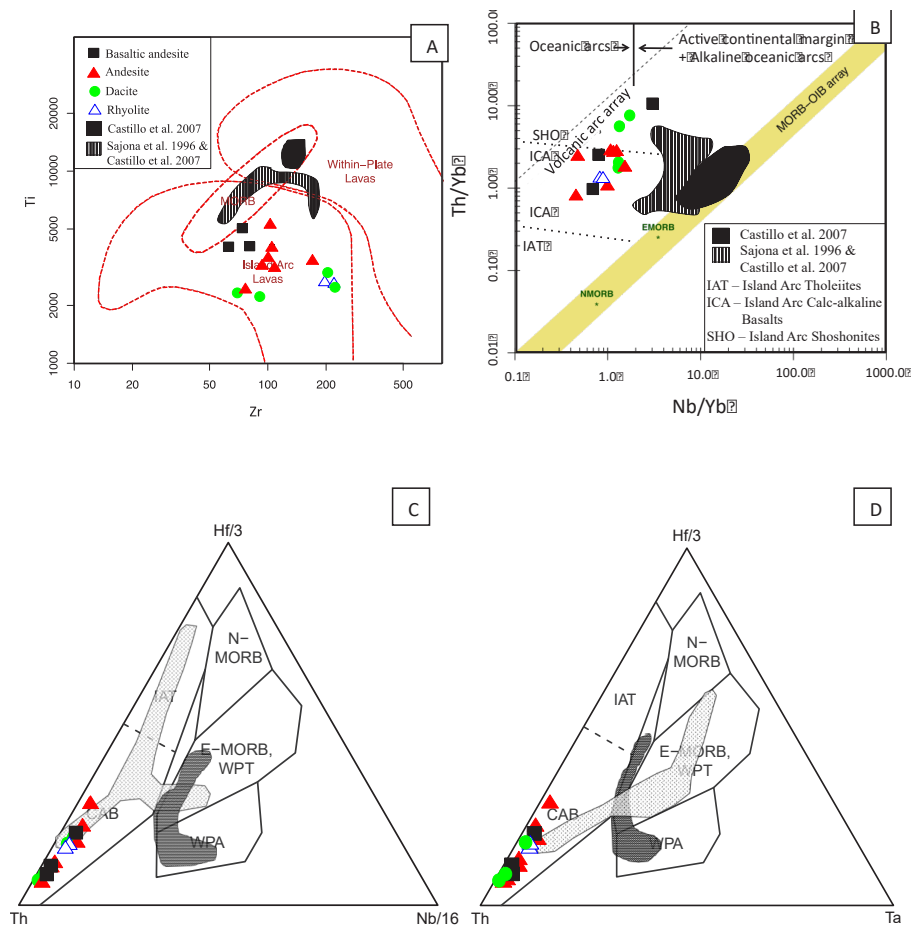 A
Basaltic andesite
Andesite
Dacite
Rhyolite
Castillo et al. 2007
Sajona et al. 1996 &
Castillo et al. 2007
Within−Plate
Lavas
MORB
Island Arc
Lavas
Ti
1000
2000
5000
10000
20000
10
20
50
100
200
500
Zr
B
Oceanic arcs
Active continental margin
+ Alkaline oceanic arcs
Volcanic arc array
MORB−OIB array
SHO
ICA
ICA
IAT
EMORB
NMORB
Castillo et al. 2007
Sajona et al. 1996 &
Castillo et al. 2007
IAT – Island Arc Tholeiites
ICA – Island Arc Calc-alkaline
Basalts
SHO – Island Arc Shoshonites
Th/Yb
100.0
10.00
1.00
0.10
0.01
0.1
1.0
10.0
100.0
1000.0
Nb/Yb
C
Hf/3
N−
MORB
IAT
E−MORB,
WPT
CAB
WPA
Th
Nb/16
D
Hf/3
N−
MORB
IAT
E−MORB,
WPT
CAB
WPA
Th
Ta